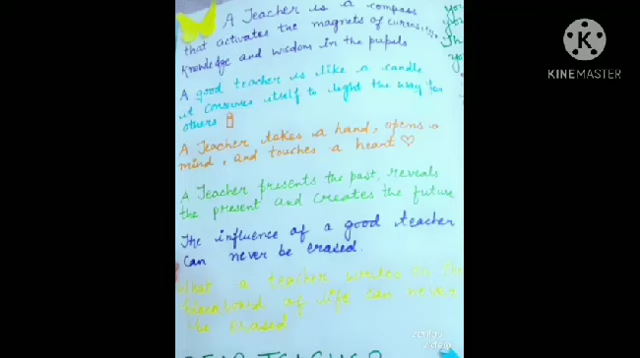 A Teacher is a compass
that activates the magnets of curiosity,
knowledge and wisdom in the pupils
A good teacher is like a candle
it consumes itself to light the way for
others
A Teacher takes a hand, opens a
mind, and touches a heart ♡
A Teacher presents the past, reveals
the present and creates the future
The influence of a good teacher
can never be erased.
What a teacher writes on the
blackboard of life can never
be erased
DEAR TEACHER
KINEMASTER